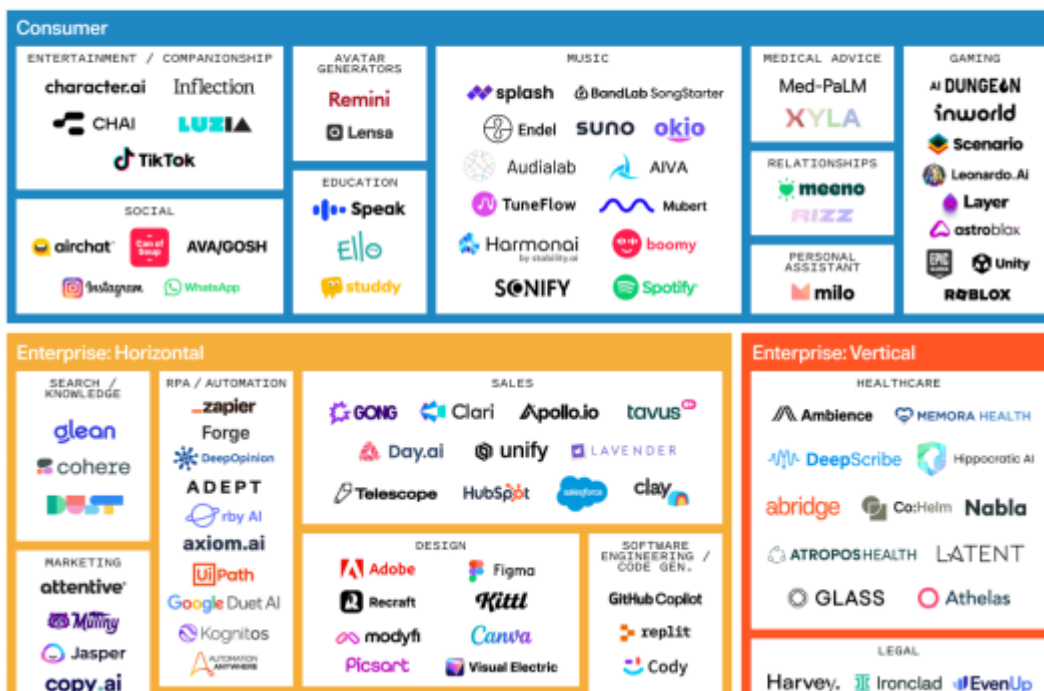 Consumer
ENTERTAINMENT / COMPANIONSHIP
character.ai Inflection
CHAI LUZIA
TikTok
SOCIAL
airchat Can of Soup AVA/GOSH
Instagram WhatsApp
AVATAR
GENERATORS
Remini
Lensa
EDUCATION
Speak
Ello
studdy
MUSIC
splash BandLab SongStarter
Endel suno okio
Audialab AIVA
TuneFlow Mubert
Harmonai boomy
by stability.ai
SONIFY Spotify
MEDICAL ADVICE
Med-PaLM
XYLA
RELATIONSHIPS
meeno
RIZZ
PERSONAL
ASSISTANT
milo
GAMING
AI DUNGEON
inworld
Scenario
Leonardo.Ai
Layer
astroblox
EPIC GAMES Unity
ROBLOX
Enterprise: Horizontal
SEARCH /
KNOWLEDGE
glean
cohere
DUST
MARKETING
attentive
Mutiny
Jasper
copy.ai
RPA / AUTOMATION
_zapier
Forge
DeepOpinion
ADEPT
Orby AI
axiom.ai
UiPath
Google Duet AI
Kognitos
AUTOMATION
ANYWHERE
SALES
GONG Clari Apollo.io tavus
Day.ai unify LAVENDER
Telescope HubSpot salesforce clay
DESIGN
Adobe Figma
Recraft Kittl
modyfi Canva
Picsart Visual Electric
SOFTWARE
ENGINEERING /
CODE GEN.
GitHub Copilot
replit
Cody
Enterprise: Vertical
HEALTHCARE
Ambience MEMORA HEALTH
DeepScribe Hippocratic AI
abridge Co:Helm Nabla
ATROPOS HEALTH LATENT
GLASS Athelas
LEGAL
Harvey. Ironclad EvenUp